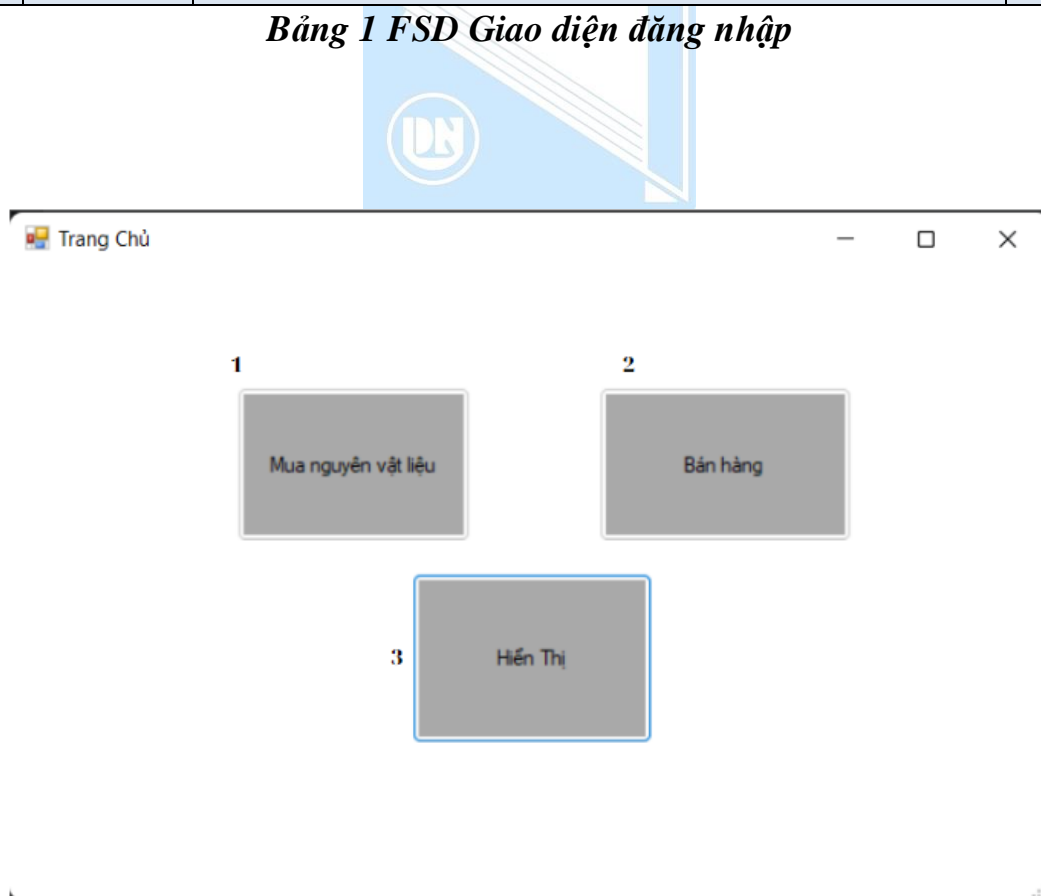 Bảng 1 FSD Giao diện đăng nhập
DN
Trang Chủ
1
2
Mua nguyên vật liệu
Bán hàng
3
Hiển Thị